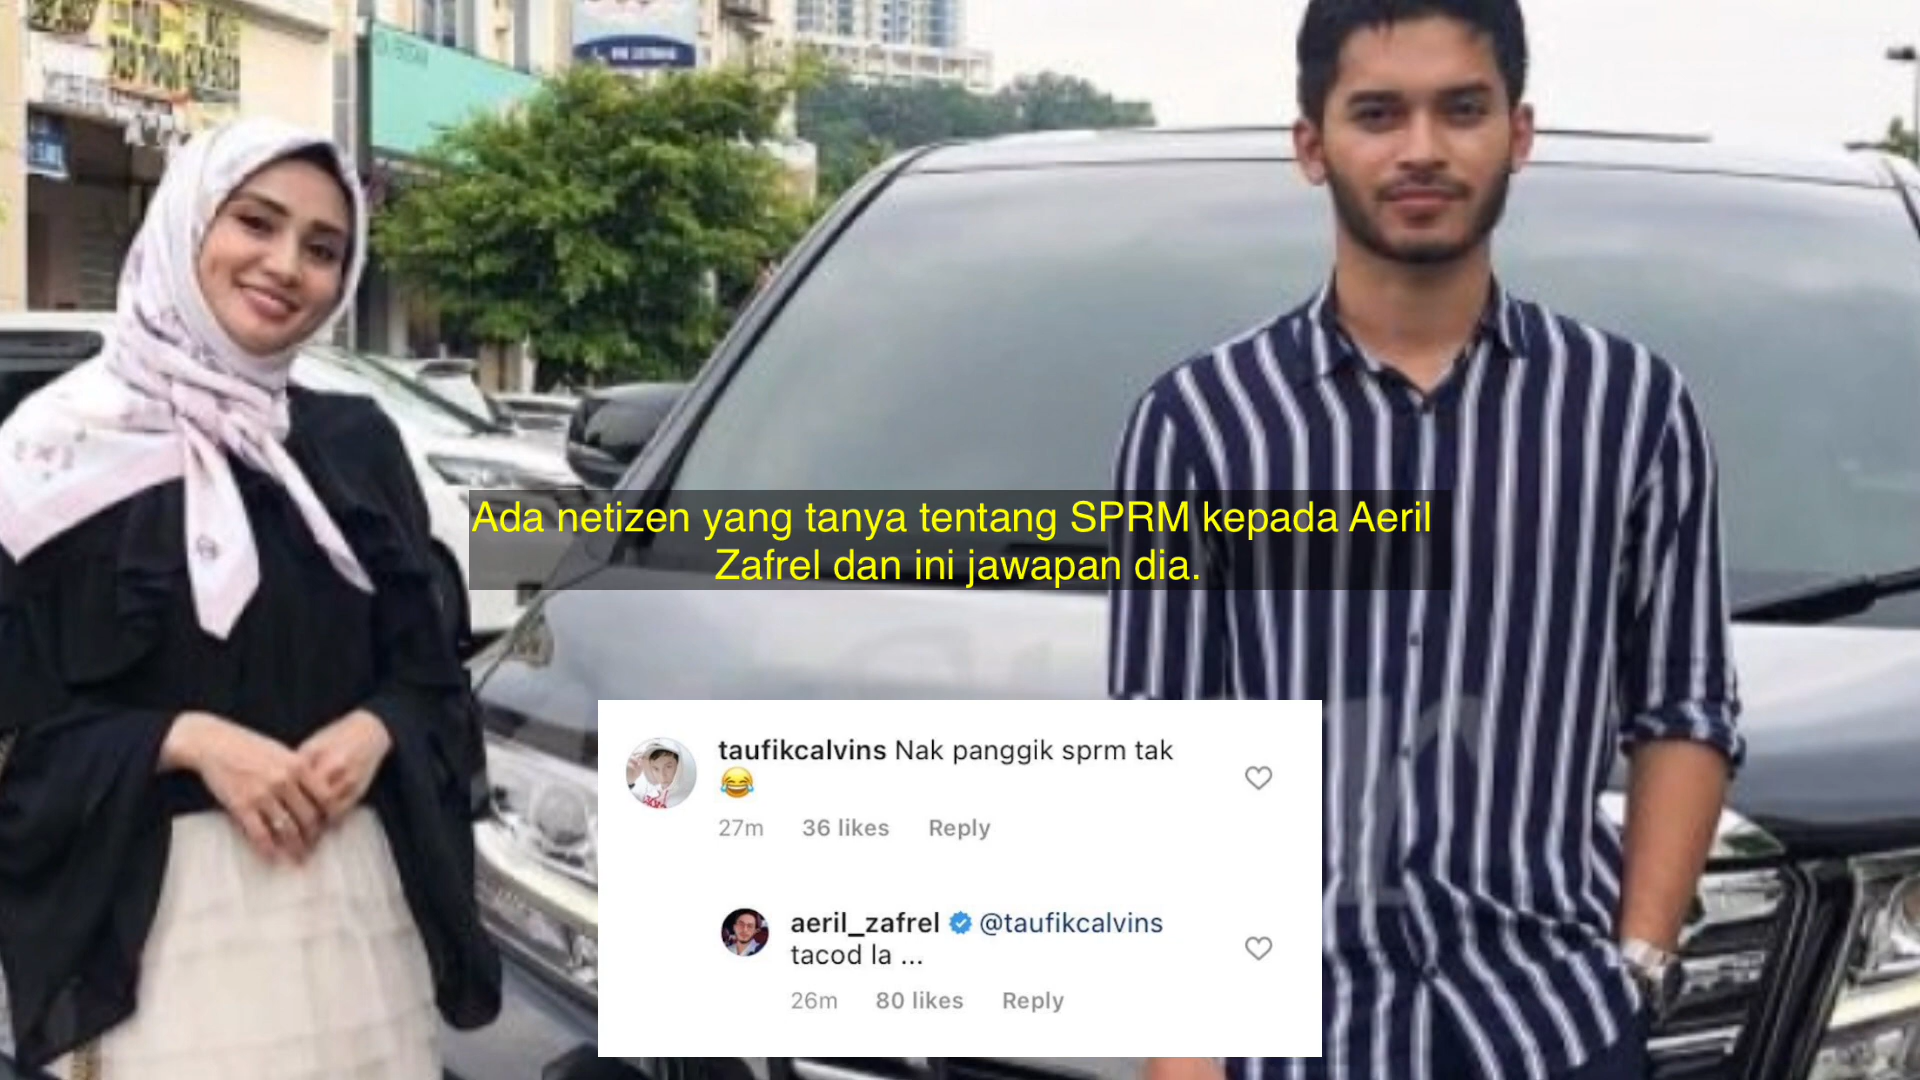 Ada netizen yang tanya tentang SPRM kepada Aeril
Zafrel dan ini jawapan dia.
taufikcalvins Nak panggik sprm tak
😂
27m 36 likes Reply
aeril_zafrel @taufikcalvins
tacod la ...
26m 80 likes Reply